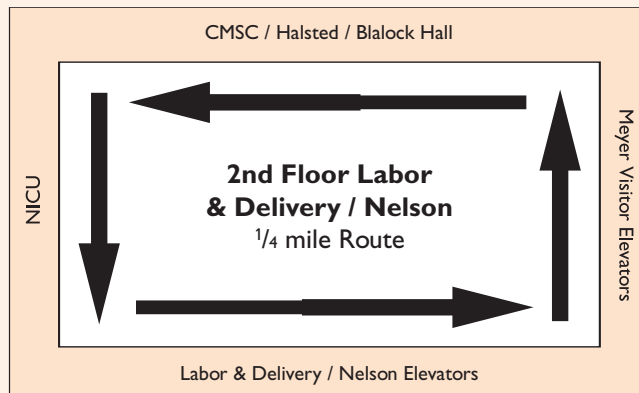 CMSC / Halsted / Blalock Hall
NICU
2nd Floor Labor
& Delivery / Nelson
1/4 mile Route
Meyer Visitor Elevators
Labor & Delivery / Nelson Elevators